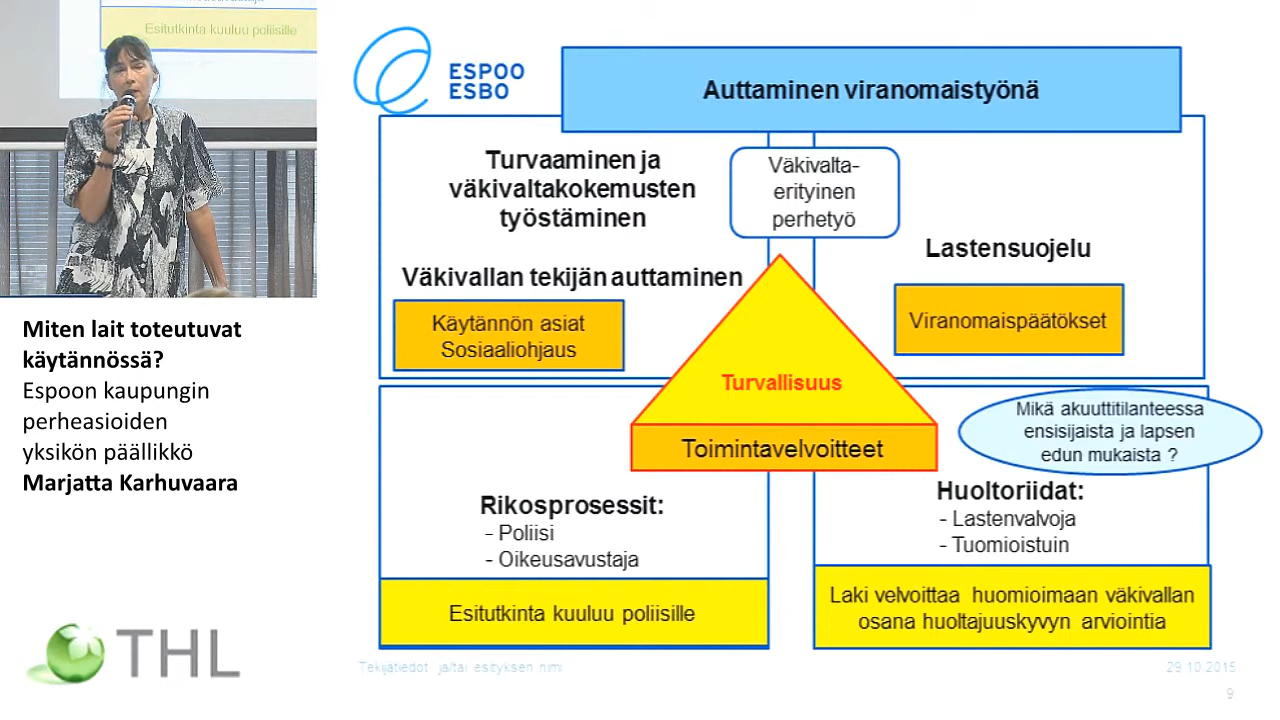 Esitutkinta kuuluu poliisille
ESPOO
ESBO
Auttaminen viranomaistyönä
Turvaaminen ja
väkivaltakokemusten
työstäminen
Väkivalta-
erityinen
perhetyö
Lastensuojelu
Väkivallan tekijän auttaminen
Käytännön asiat
Sosiaaliohjaus
Viranomaispäätökset
Turvallisuus
Toimintavelvoitteet
Mikä akuuttitilanteessa
ensisijaista ja lapsen
edun mukaista ?
Rikosprosessit:
- Poliisi
- Oikeusavustaja
Huoltoriidat:
- Lastenvalvoja
- Tuomioistuin
Esitutkinta kuuluu poliisille
Laki velvoittaa huomioimaan väkivallan
osana huoltajuuskyvyn arviointia
Tekijätiedot ja/tai esityksen nimi
29.10.2015
9
Miten lait toteutuvat
käytännössä?
Espoon kaupungin
perheasioiden
yksikön päällikkö
Marjatta Karhuvaara
THL